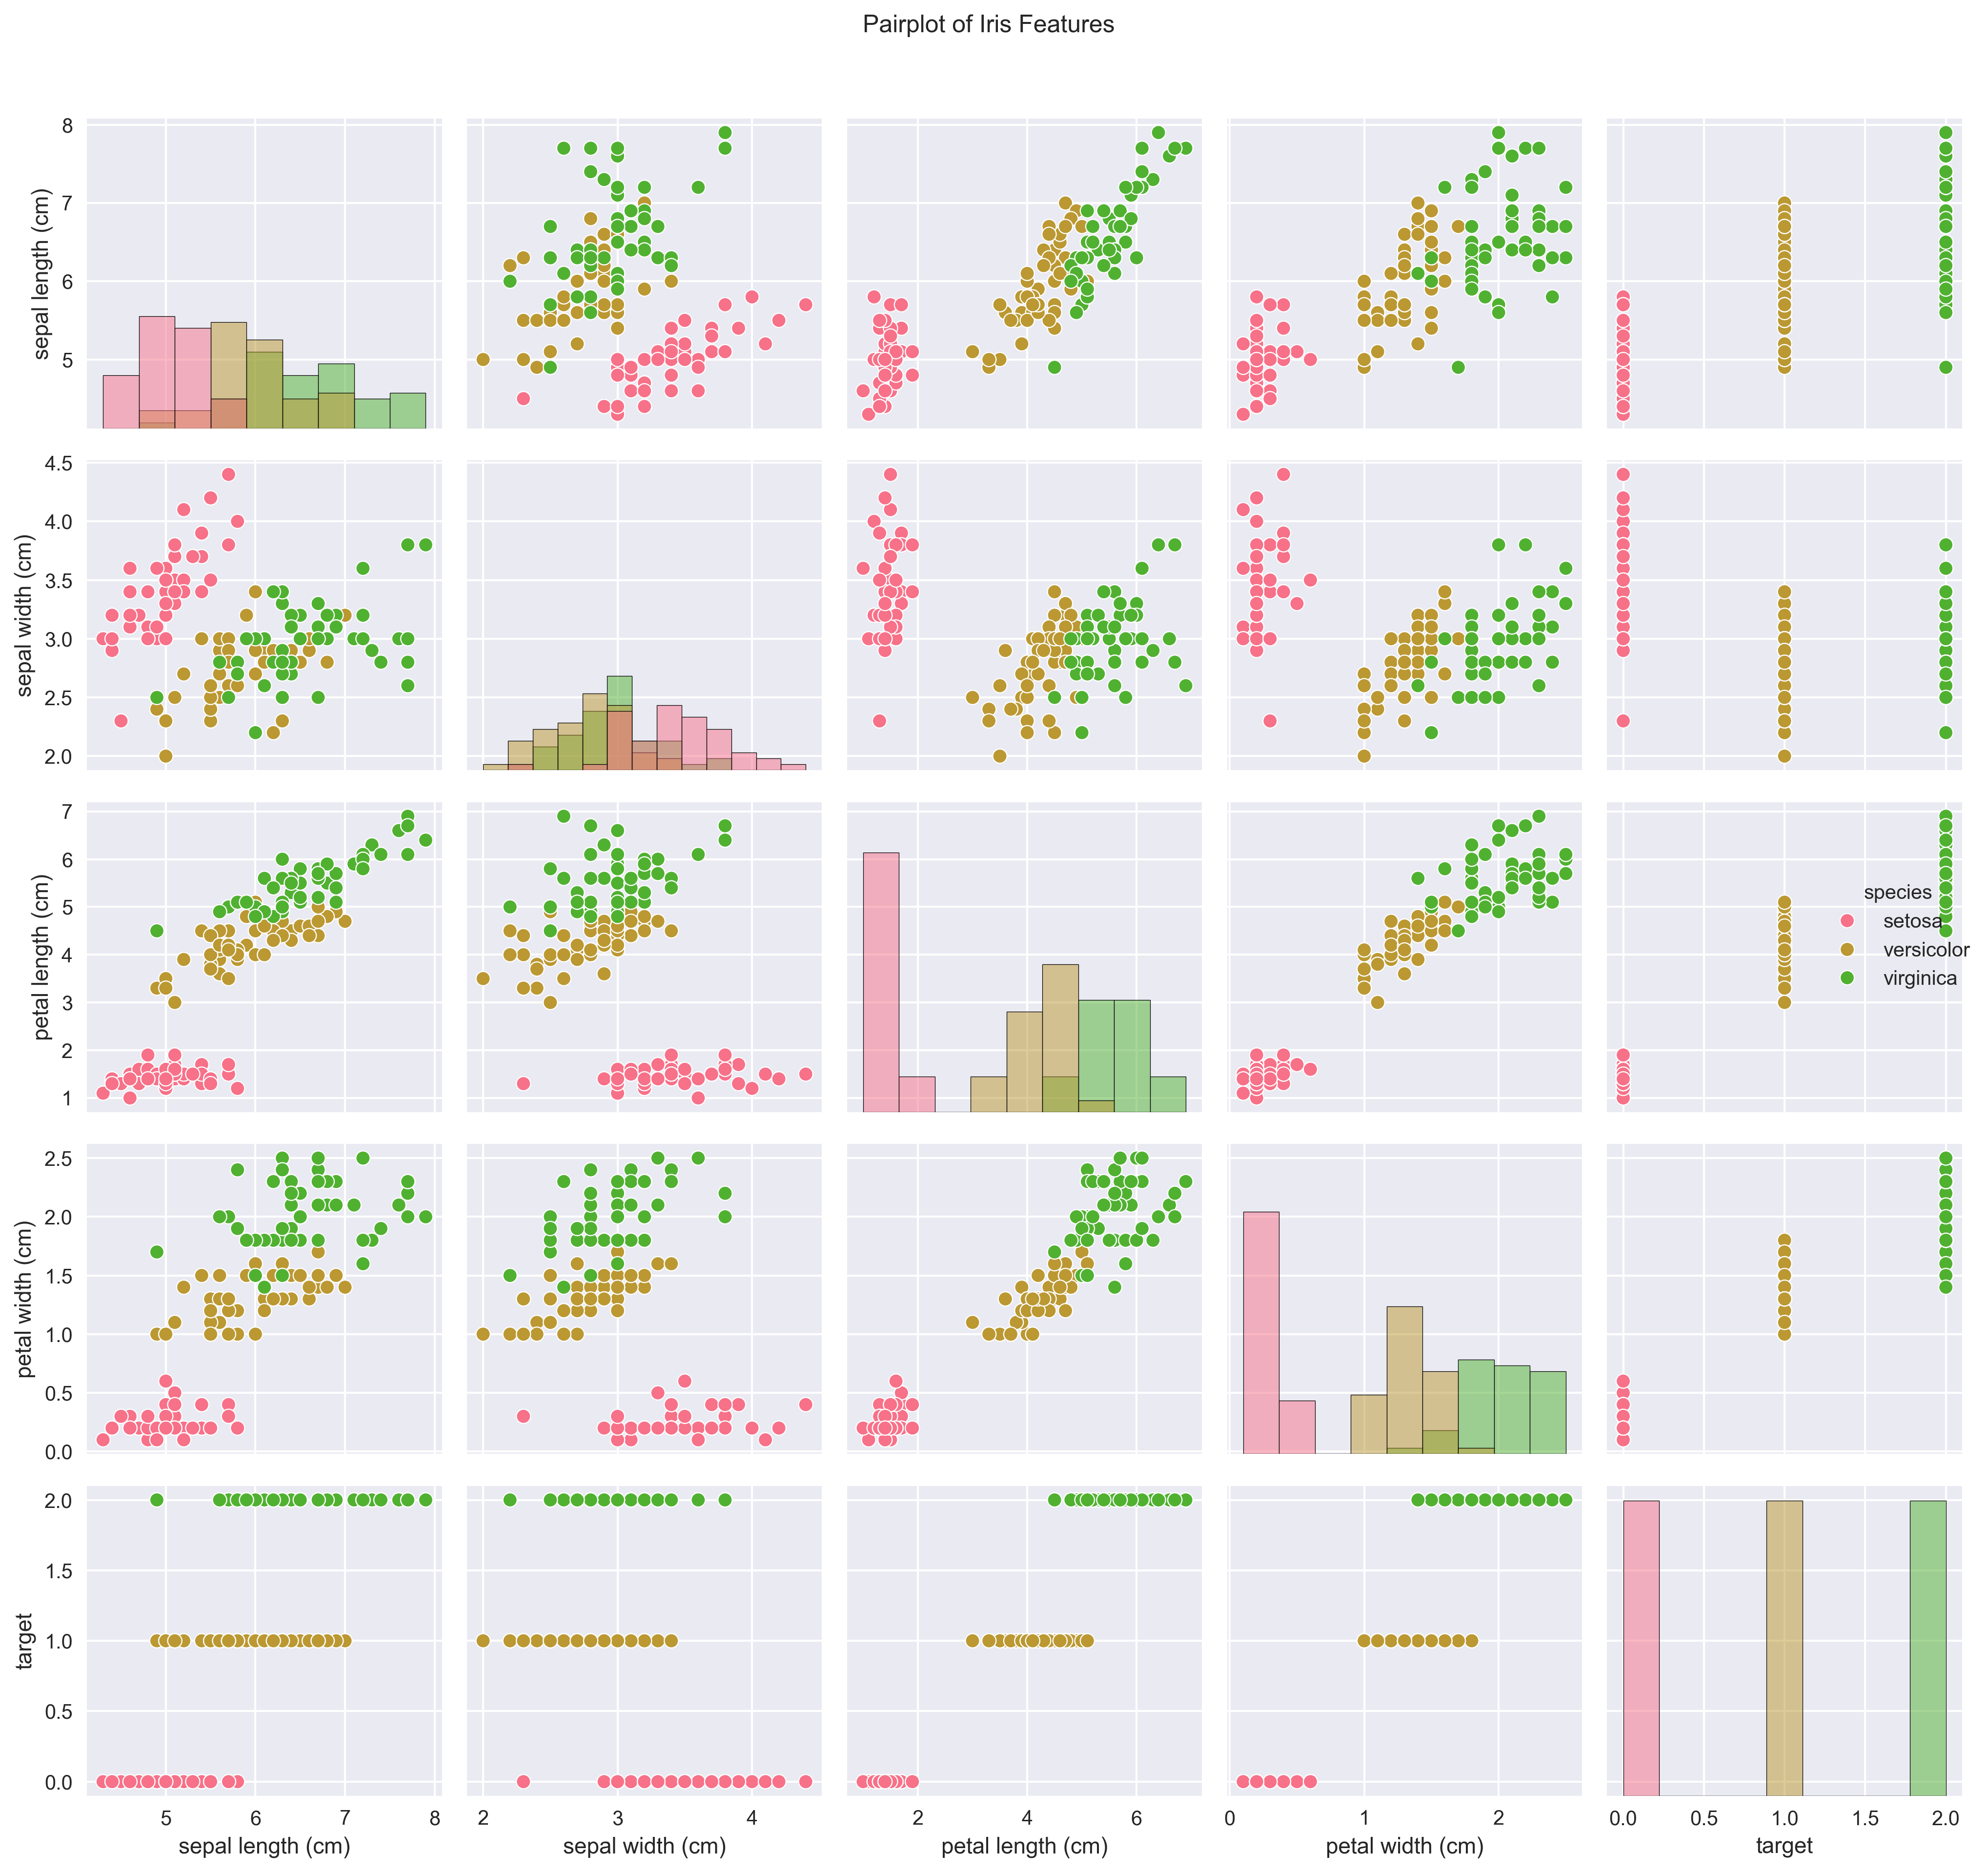 Pairplot of Iris Features
8
7
6
5
sepal length (cm)
4.5
4.0
3.5
3.0
2.5
2.0
sepal width (cm)
7
6
5
4
3
2
1
petal length (cm)
species
setosa
versicolor
virginica
2.5
2.0
1.5
1.0
0.5
0.0
petal width (cm)
2.0
1.5
1.0
0.5
0.0
target
5 6 7 8
2 3 4
2 4 6
0 1 2
0.0 0.5 1.0 1.5 2.0
sepal length (cm)
sepal width (cm)
petal length (cm)
petal width (cm)
target